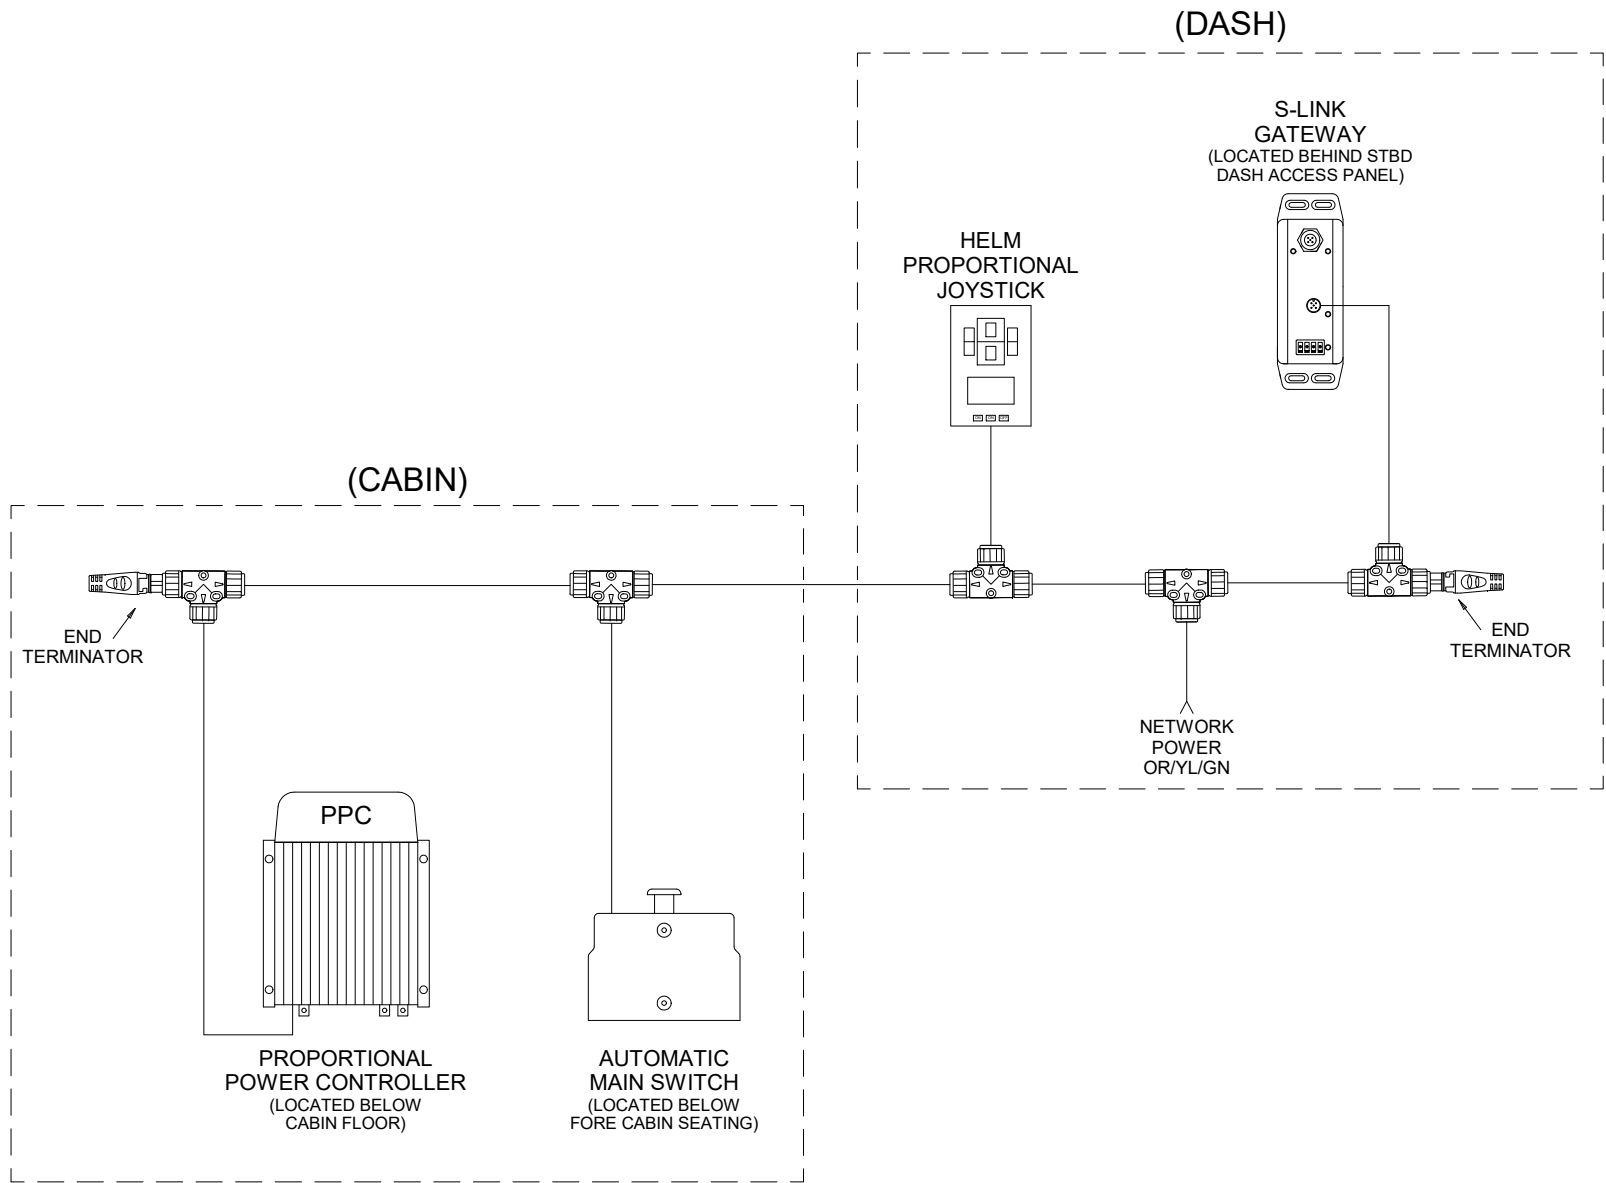 (DASH)
S-LINK
GATEWAY
(LOCATED BEHIND STBD
DASH ACCESS PANEL)
HELM
PROPORTIONAL
JOYSTICK
(CABIN)
END
TERMINATOR
END
TERMINATOR
NETWORK
POWER
OR/YL/GN
PPC
PROPORTIONAL
POWER CONTROLLER
(LOCATED BELOW
CABIN FLOOR)
AUTOMATIC
MAIN SWITCH
(LOCATED BELOW
FORE CABIN SEATING)